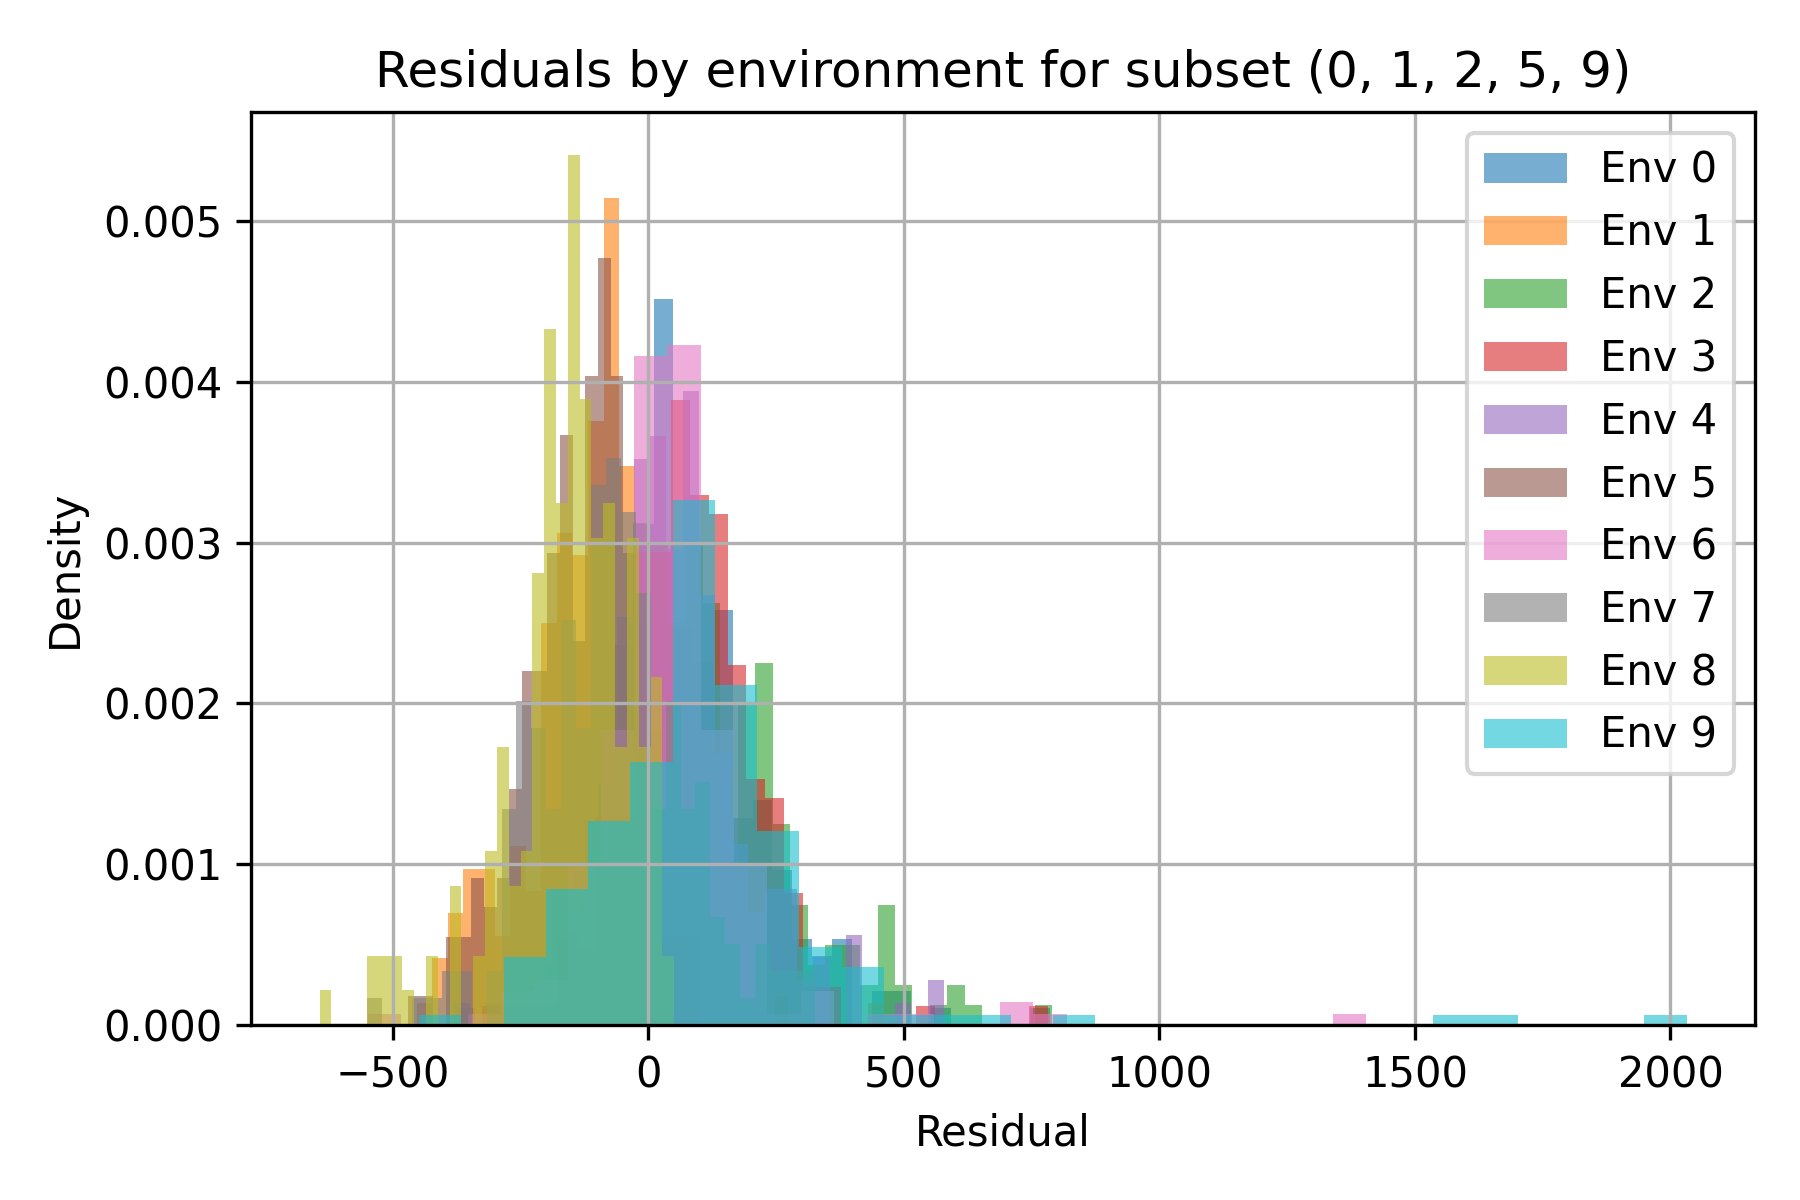 Residuals by environment for subset (0, 1, 2, 5, 9)
Density
0.005
0.004
0.003
0.002
0.001
0.000
−500
0
500
1000
1500
2000
Residual
Env 0
Env 1
Env 2
Env 3
Env 4
Env 5
Env 6
Env 7
Env 8
Env 9